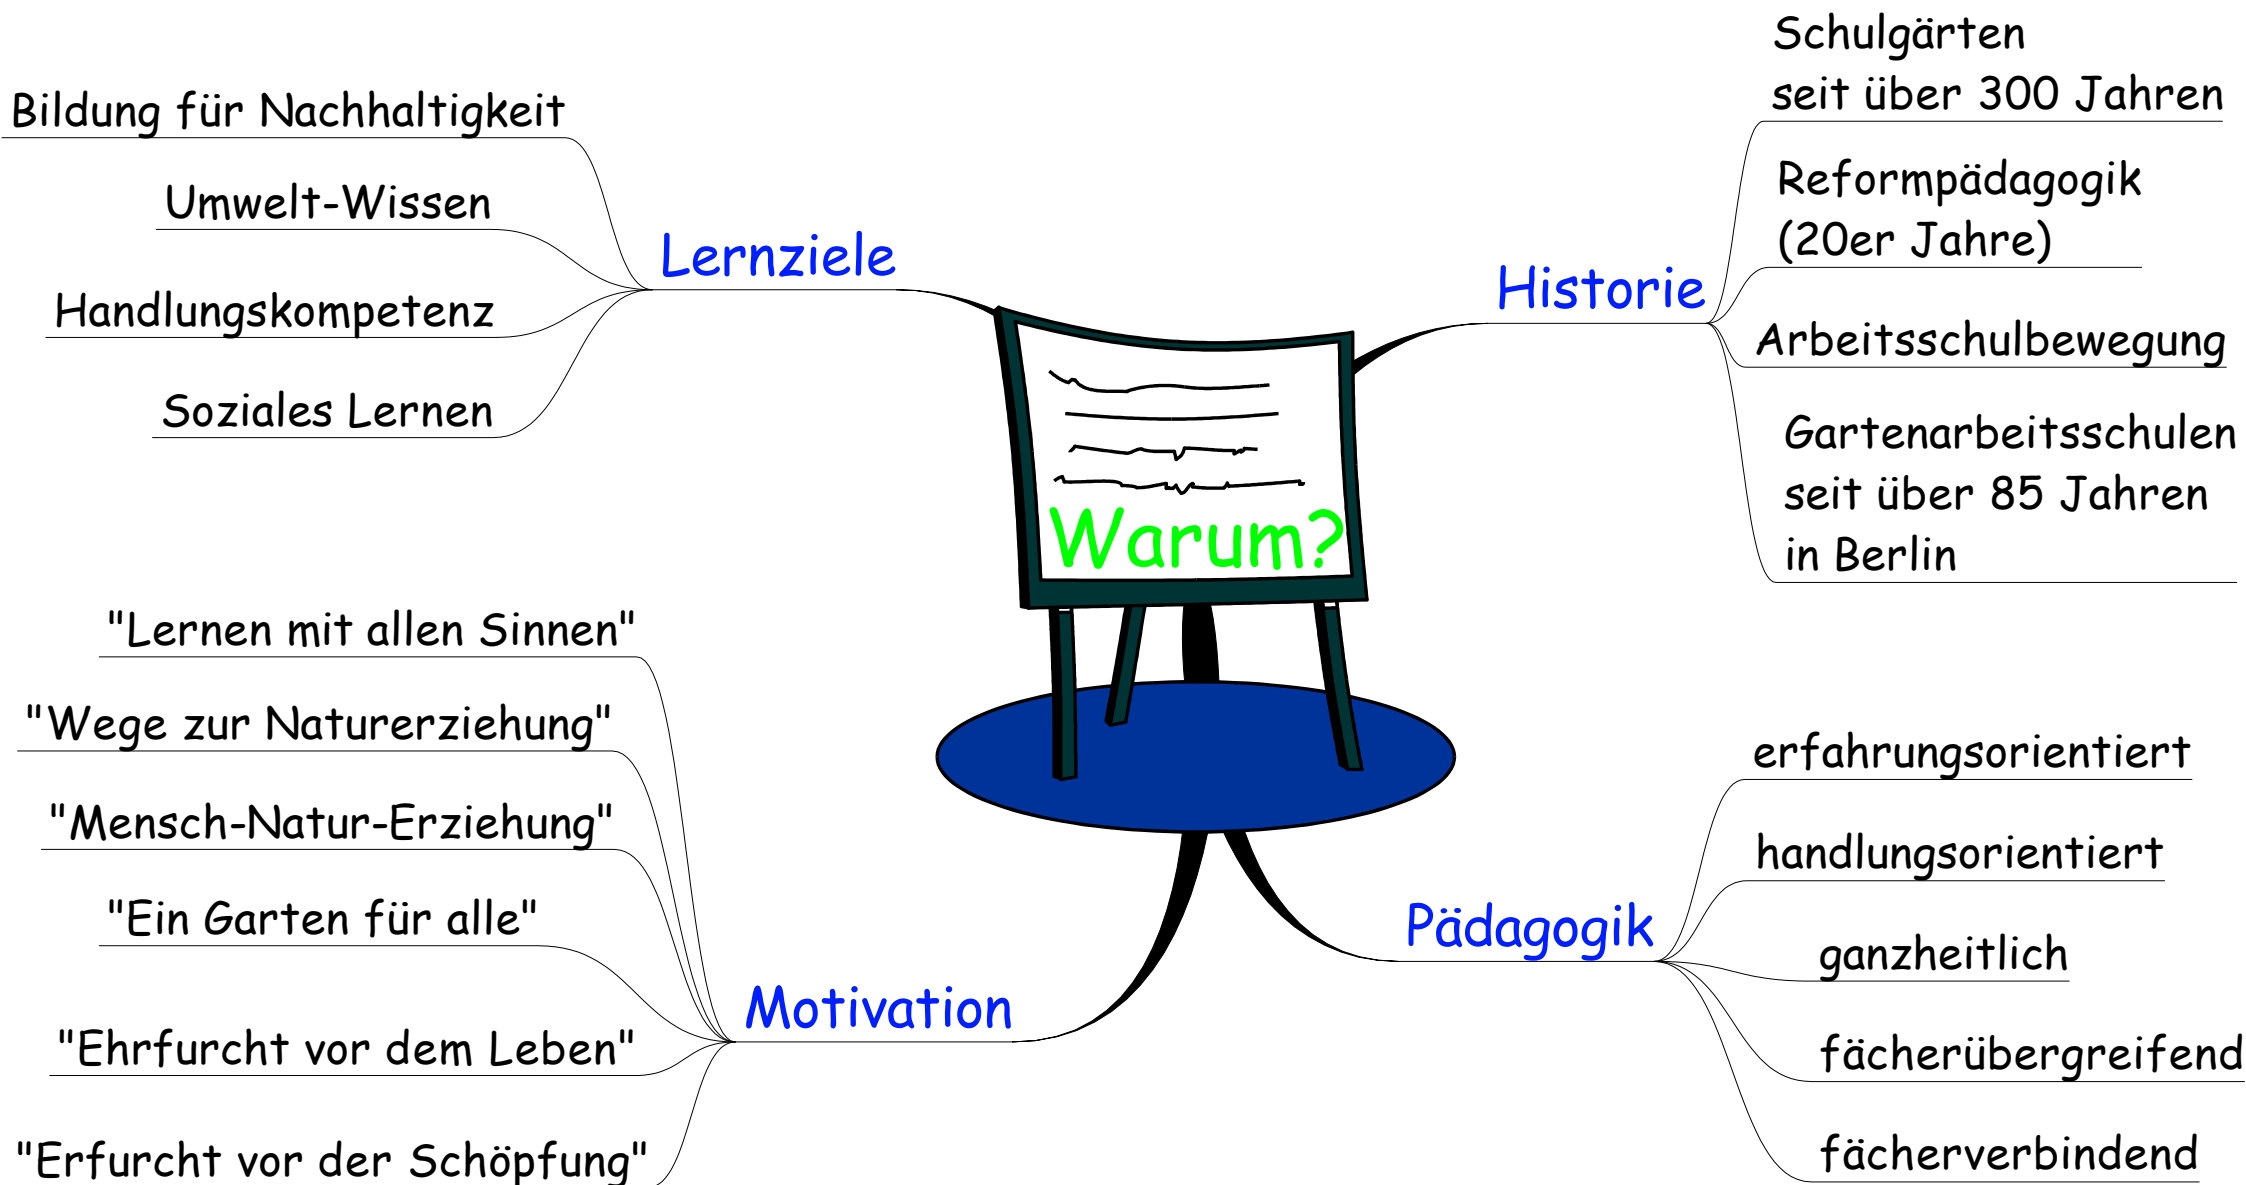 Warum?
Lernziele
Bildung für Nachhaltigkeit
Umwelt-Wissen
Handlungskompetenz
Soziales Lernen
Historie
Schulgärten
seit über 300 Jahren
Reformpädagogik
(20er Jahre)
Arbeitsschulbewegung
Gartenarbeitsschulen
seit über 85 Jahren
in Berlin
Motivation
"Lernen mit allen Sinnen"
"Wege zur Naturerziehung"
"Mensch-Natur-Erziehung"
"Ein Garten für alle"
"Ehrfurcht vor dem Leben"
"Erfurcht vor der Schöpfung"
Pädagogik
erfahrungsorientiert
handlungsorientiert
ganzheitlich
fächerübergreifend
fächerverbindend